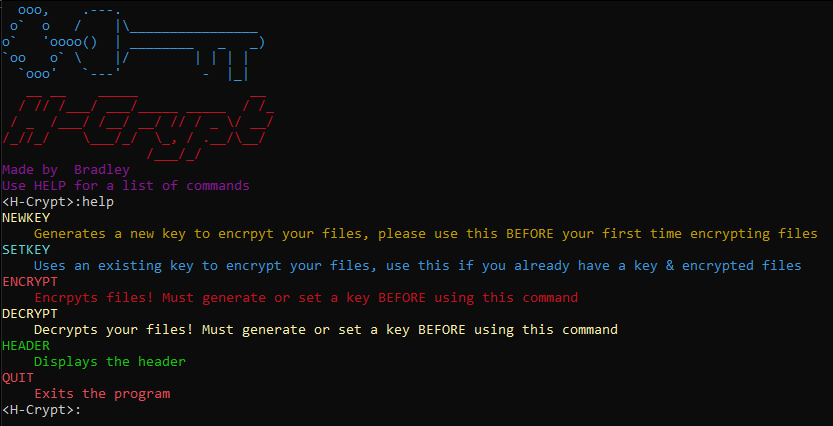 H-Crypt
Made by  Bradley
Use HELP for a list of commands
<H-Crypt>:help
NEWKEY
Generates a new key to encrpyt your files, please use this BEFORE your first time encrypting files
SETKEY
Uses an existing key to encrypt your files, use this if you already have a key & encrypted files
ENCRYPT
Encrpyts files! Must generate or set a key BEFORE using this command
DECRYPT
Decrypts your files! Must generate or set a key BEFORE using this command
HEADER
Displays the header
QUIT
Exits the program
<H-Crypt>: